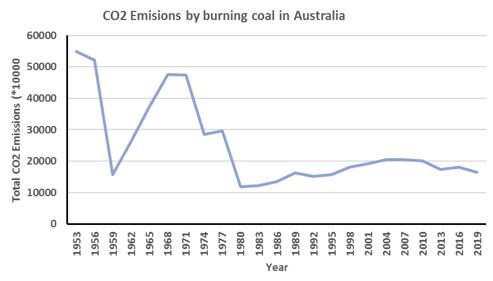 CO2 Emisions by burning coal in Australia
Total CO2 Emissions (*10000
60000
50000
40000
30000
20000
10000
0
1953 1956 1959 1962 1965 1968 1971 1974 1977 1980 1983 1986 1989 1992 1995 1998 2001 2004 2007 2010 2013 2016 2019
Year